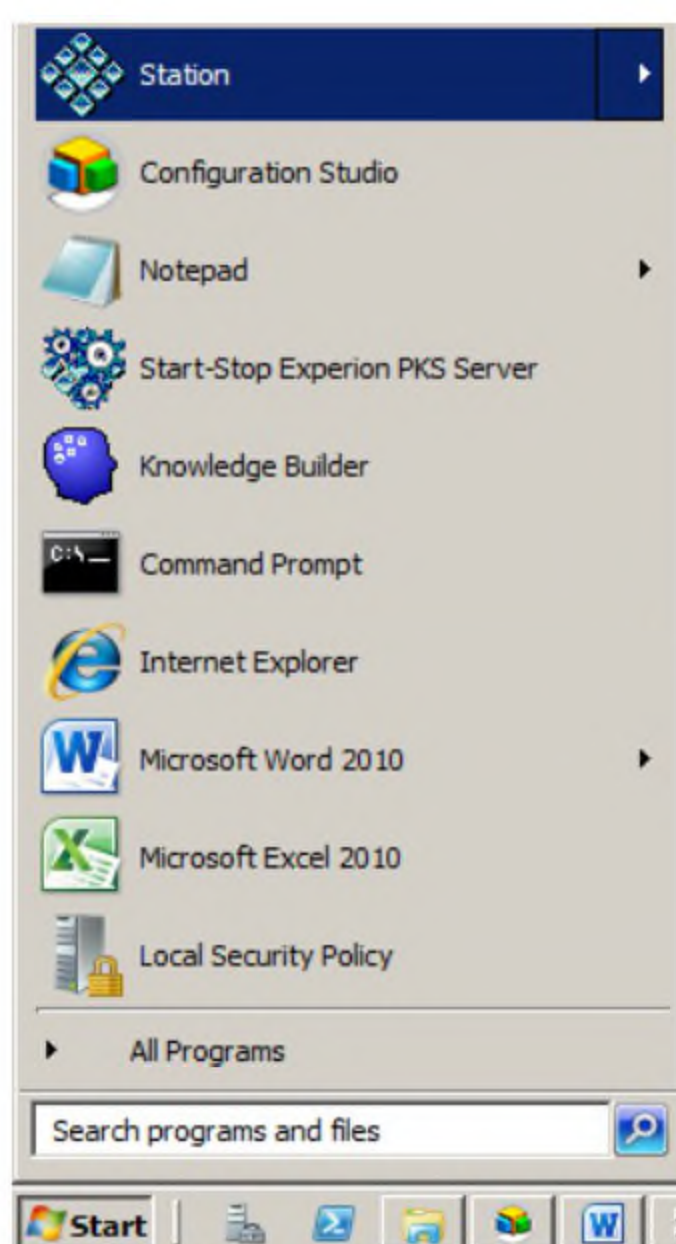 Station
Configuration Studio
Notepad
Start-Stop Experion PKS Server
Knowledge Builder
C:\_
Command Prompt
Internet Explorer
Microsoft Word 2010
Microsoft Excel 2010
Local Security Policy
All Programs
Search programs and files
Start